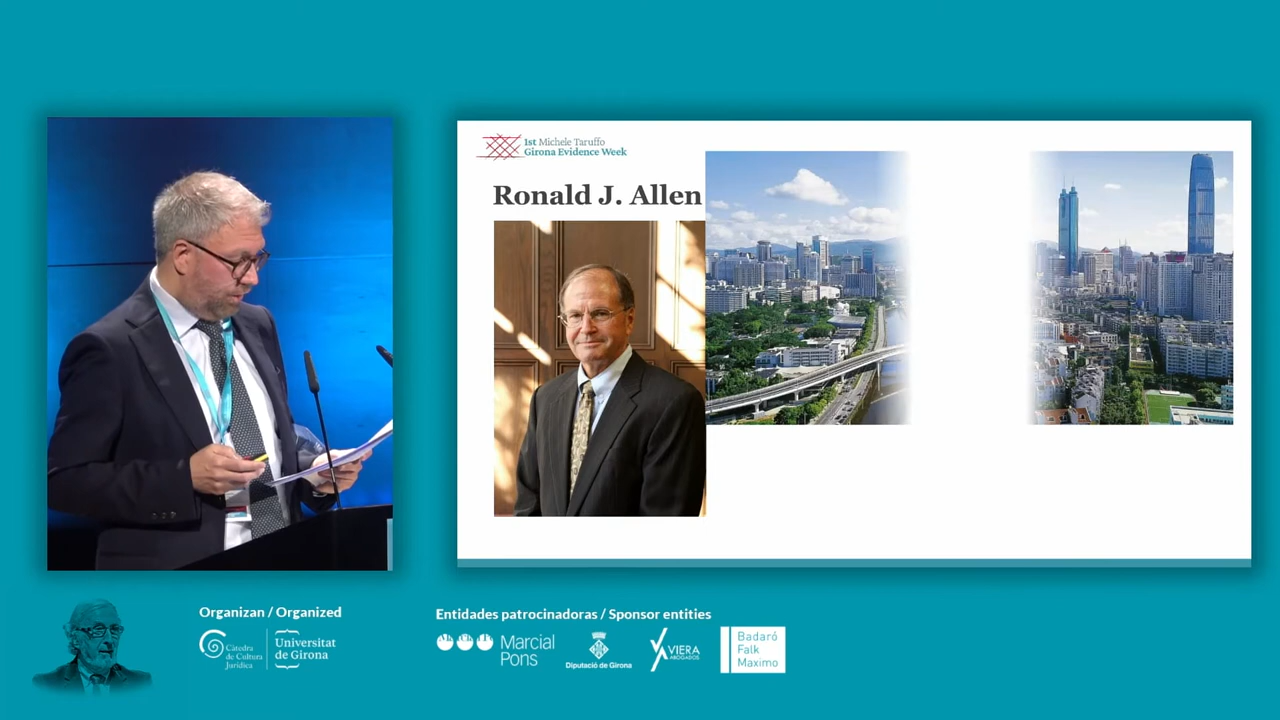 1st Michele Taruffo
Girona Evidence Week
Ronald J. Allen
Organizan / Organized
Càtedra
de Cultura
Jurídica
Universitat
de Girona
Entidades patrocinadoras / Sponsor entities
Marcial
Pons
Diputació de Girona
VIERA
ABOGADOS
Badaró
Falk
Maximo